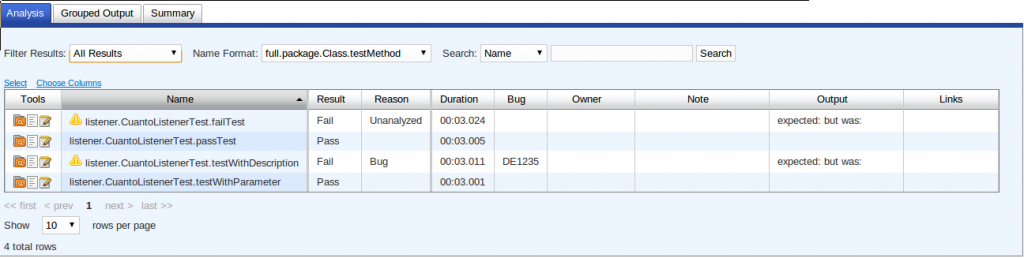 Analysis Grouped Output Summary
Filter Results: All Results Name Format: full.package.Class.testMethod Search: Name Search
Select Choose Columns
Tools Name Result Reason Duration Bug Owner Note Output Links
listener.CuantoListenerTest.failTest Fail Unanalyzed 00:03.024 expected: but was:
listener.CuantoListenerTest.passTest Pass 00:03.005
listener.CuantoListenerTest.testWithDescription Fail Bug 00:03.011 DE1235 expected: but was:
listener.CuantoListenerTest.testWithParameter Pass 00:03.001
<< first < prev 1 next > last >>
Show 10 rows per page
4 total rows